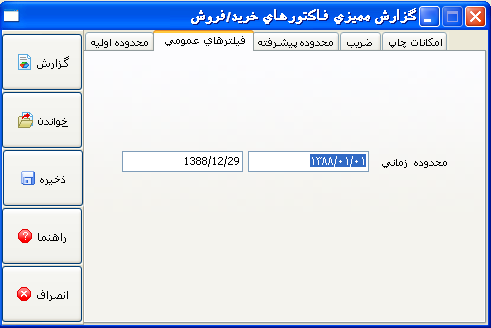 گزارش مميزي فاكتورهاي خريد/فروش
محدوده اوليه
فيلترهاي عمومي
محدوده پيشرفته
ضريب
امكانات چاپ
گزارش
خواندن
ذخيره
راهنما
انصراف
محدوده زماني
۱۳۸۸/۰۱/۰۱
1388/12/29